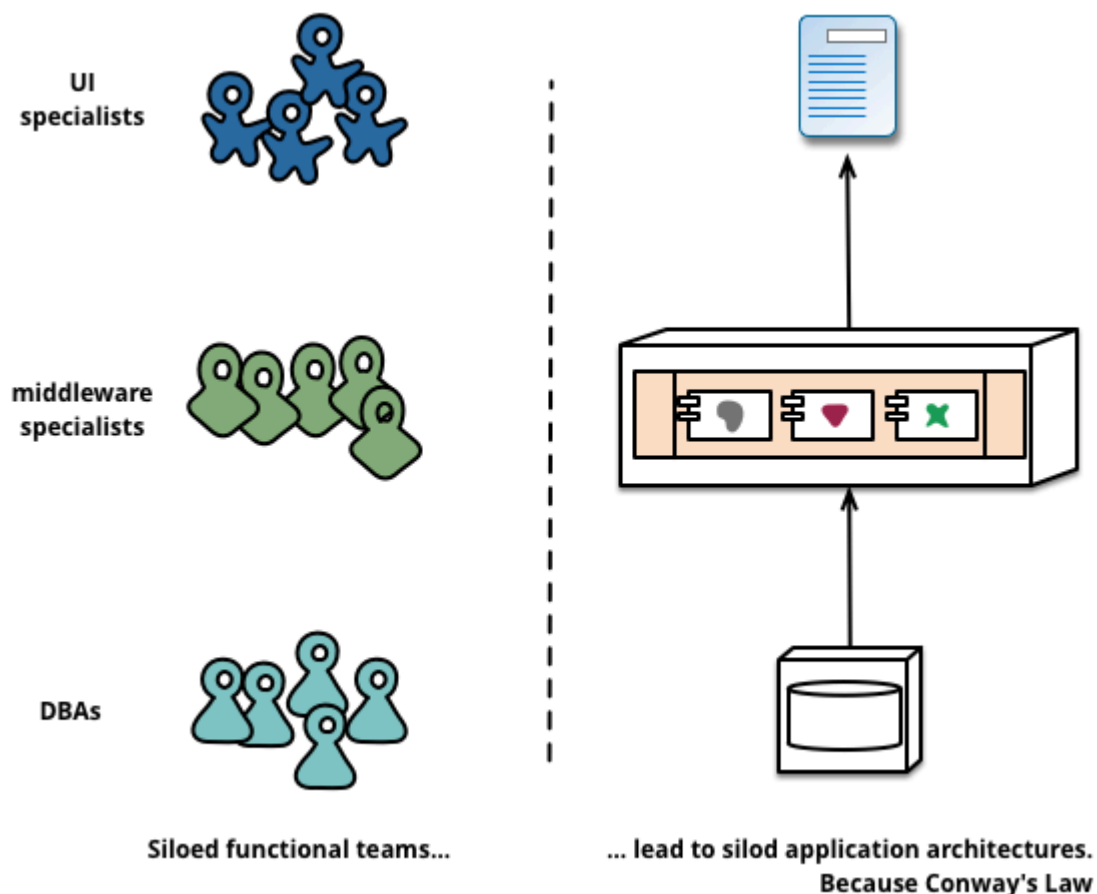 UI
specialists
middleware
specialists
DBAs
Siloed functional teams...
... lead to silod application architectures.
Because Conway's Law